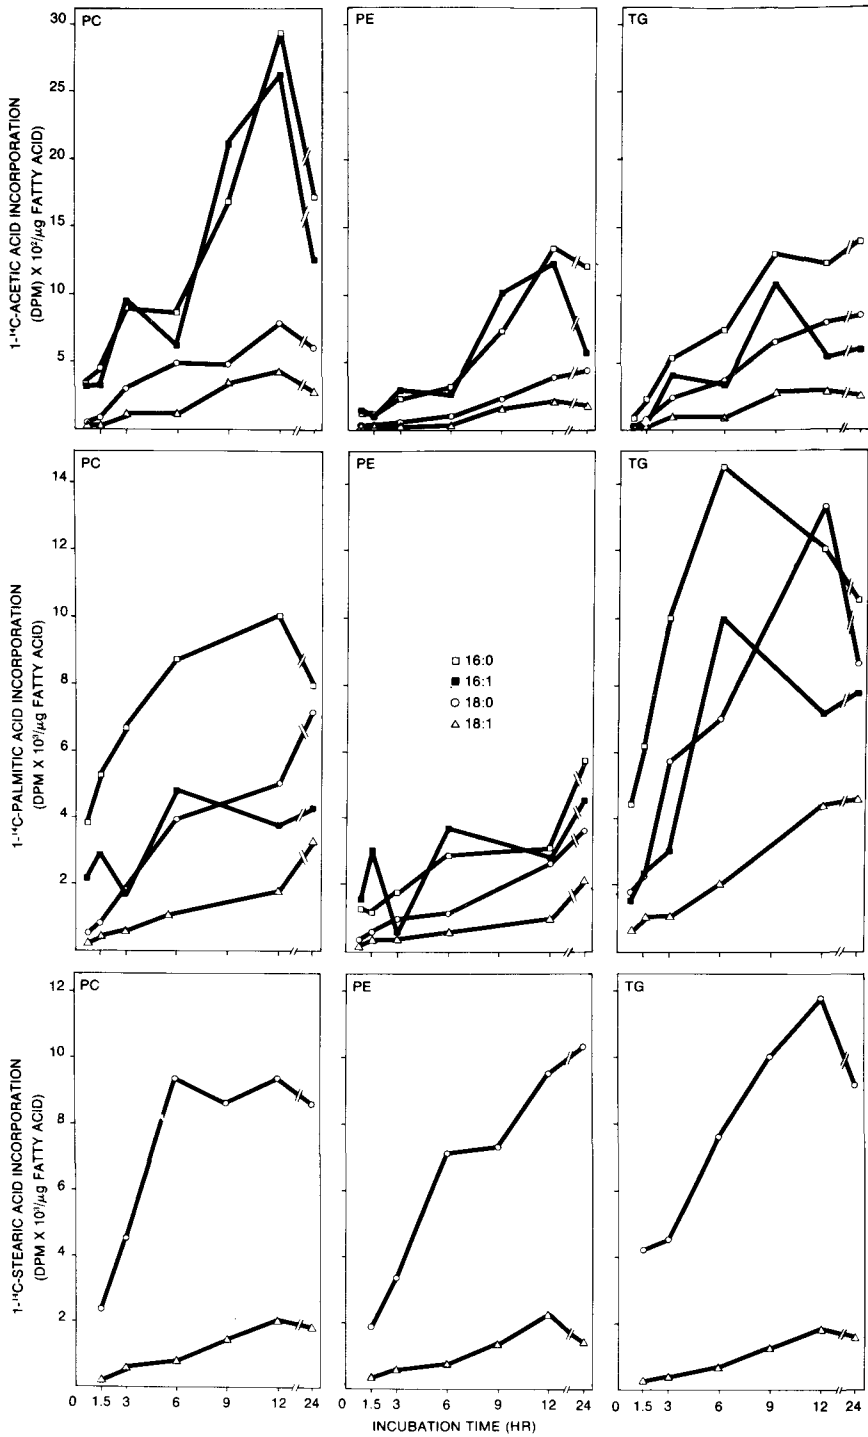 PC
PE
TG
30
25
20
15
10
5
1-¹⁴C-ACETIC ACID INCORPORATION
(DPM) X 10²/µg FATTY ACID)
PC
PE
TG
14
12
10
8
6
4
2
1-¹⁴C-PALMITIC ACID INCORPORATION
(DPM X 10³/µg FATTY ACID)
16:0
16:1
18:0
18:1
PC
PE
TG
12
10
8
6
4
2
1-¹⁴C-STEARIC ACID INCORPORATION
(DPM X 10³/µg FATTY ACID)
0 1.5 3 6 9 12 24
0 1.5 3 6 9 12 24
0 1.5 3 6 9 12 24
INCUBATION TIME (HR)